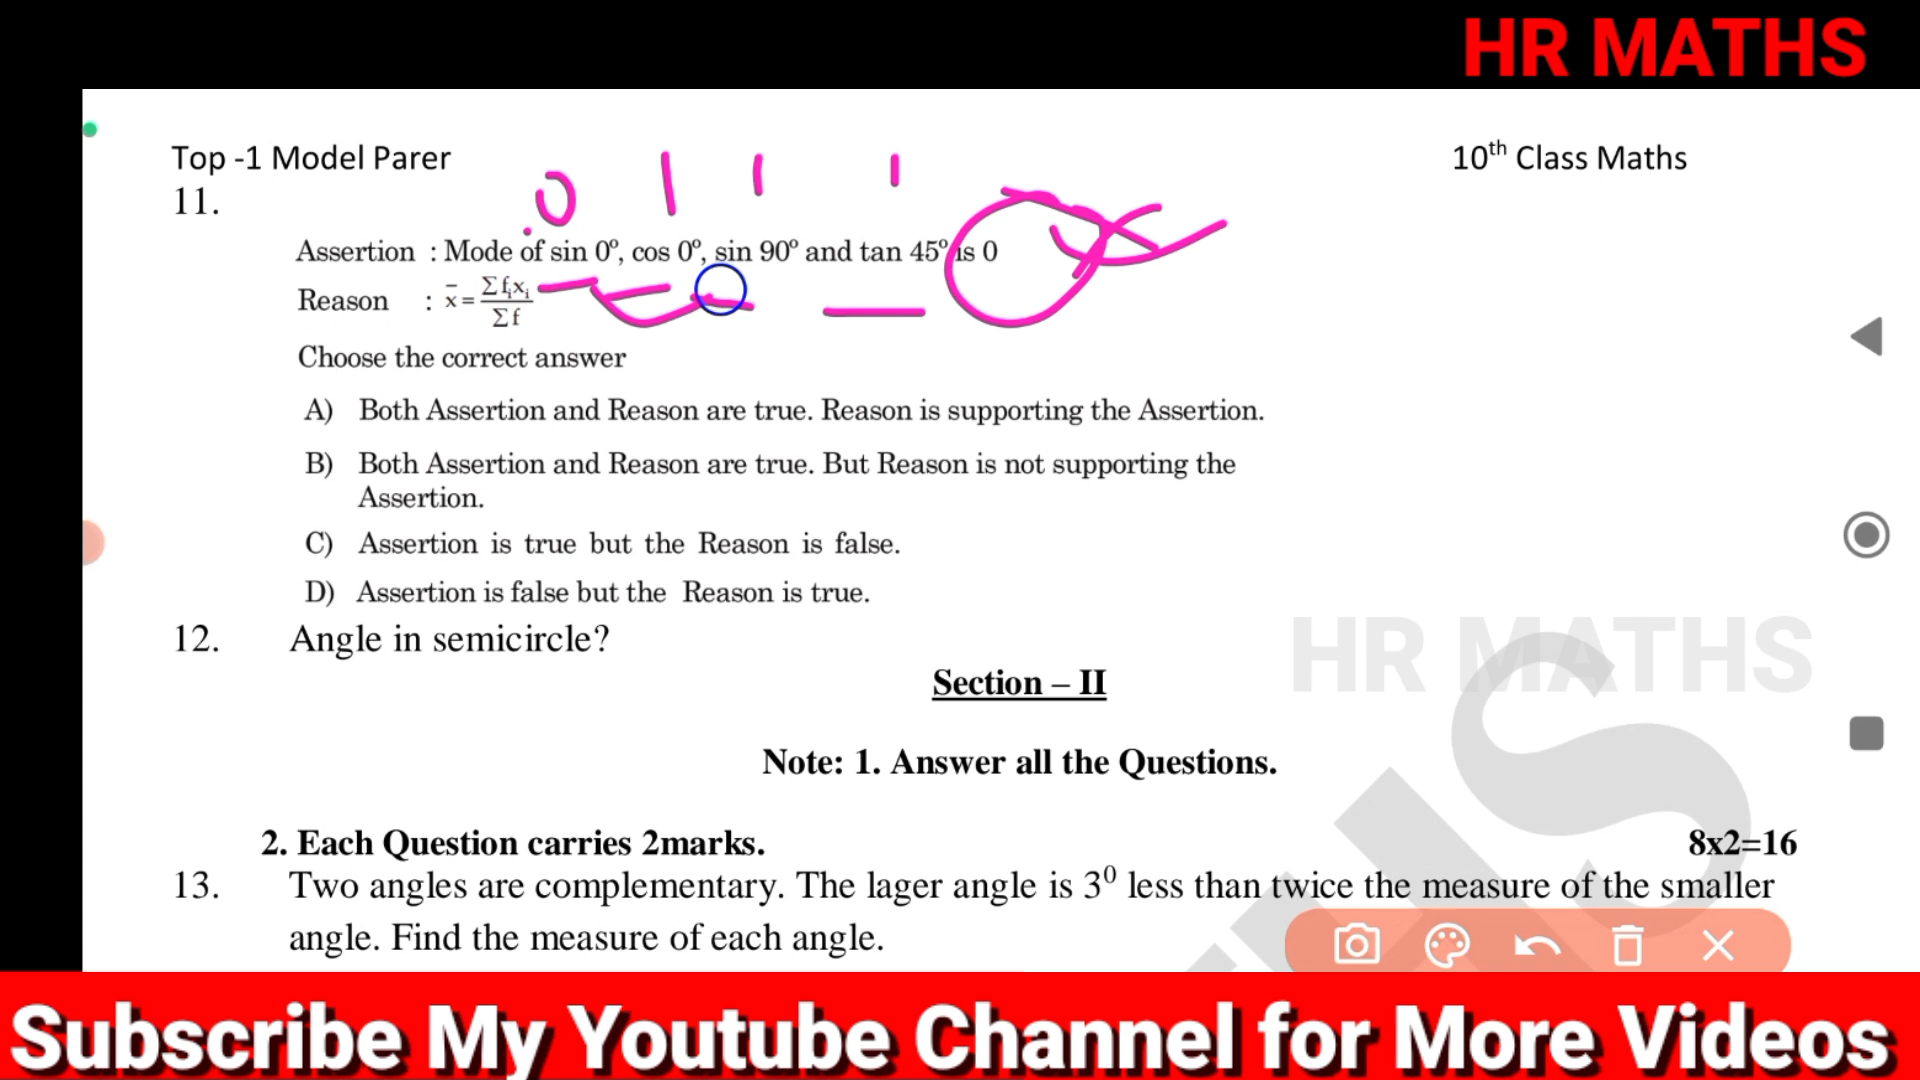 HR MATHS
Top -1 Model Parer
10th Class Maths
11.
0 1 1 1
Assertion : Mode of sin 0º, cos 0º, sin 90º and tan 45º is 0
Reason : x̄ = Σfᵢxᵢ / Σf
Choose the correct answer
A) Both Assertion and Reason are true. Reason is supporting the Assertion.
B) Both Assertion and Reason are true. But Reason is not supporting the
Assertion.
C) Assertion is true but the Reason is false.
D) Assertion is false but the Reason is true.
12. Angle in semicircle?
HR MATHS
Section – II
Note: 1. Answer all the Questions.
2. Each Question carries 2marks. 8x2=16
13. Two angles are complementary. The lager angle is 3⁰ less than twice the measure of the smaller
angle. Find the measure of each angle.
Subscribe My Youtube Channel for More Videos